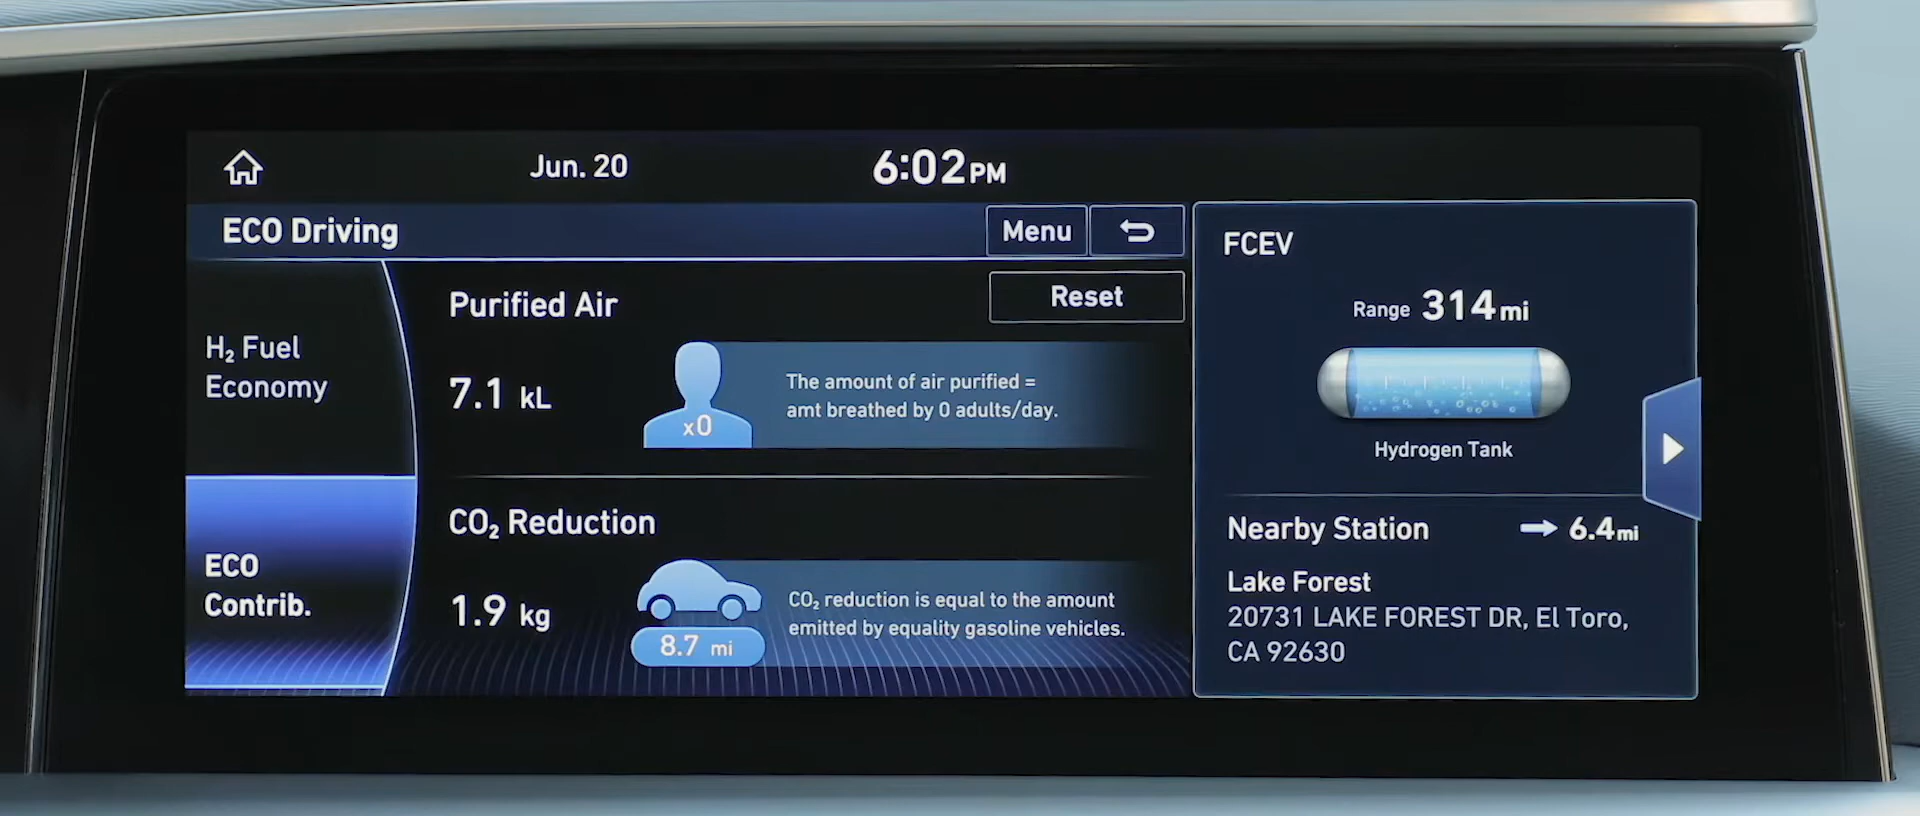 Jun. 20
6:02PM
ECO Driving
Menu
H₂ Fuel
Economy
ECO
Contrib.
Purified Air
Reset
7.1 kL
x0
The amount of air purified =
amt breathed by 0 adults/day.
CO₂ Reduction
1.9 kg
8.7 mi
CO₂ reduction is equal to the amount
emitted by equality gasoline vehicles.
FCEV
Range 314mi
Hydrogen Tank
Nearby Station 6.4mi
Lake Forest
20731 LAKE FOREST DR, El Toro,
CA 92630